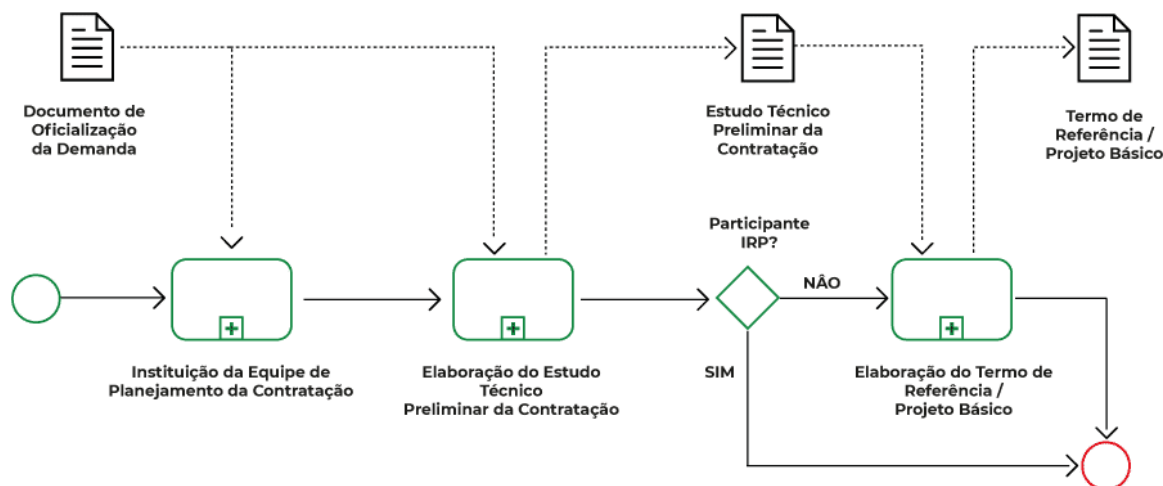 Documento de
Oficialização
da Demanda
Estudo Técnico
Preliminar da
Contratação
Termo de
Referência /
Projeto Básico
Participante
IRP?
NÂO
SIM
Instituição da Equipe de
Planejamento da Contratação
Elaboração do Estudo
Técnico
Preliminar da Contratação
Elaboração do Termo de
Referência /
Projeto Básico